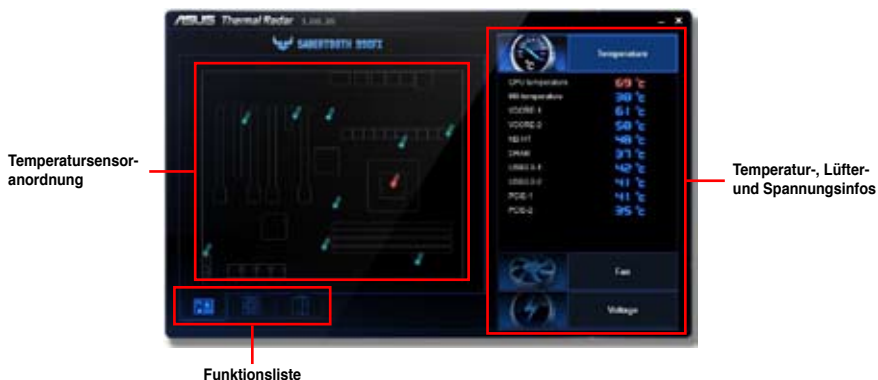 ASUS Thermal Radar
SABERTOOTH 990FX
Temperature
CPU temperature 69 °C
MB temperature 38 °C
VCORE-1 61 °C
VCORE-2 50 °C
NB HT 48 °C
DRAM 37 °C
USB3.0-1 42 °C
USB3.0-2 41 °C
PCIE-1 41 °C
PCIE-2 35 °C
Fan
Voltage
Temperatursensor-
anordnung
Temperatur-, Lüfter-
und Spannungsinfos
Funktionsliste